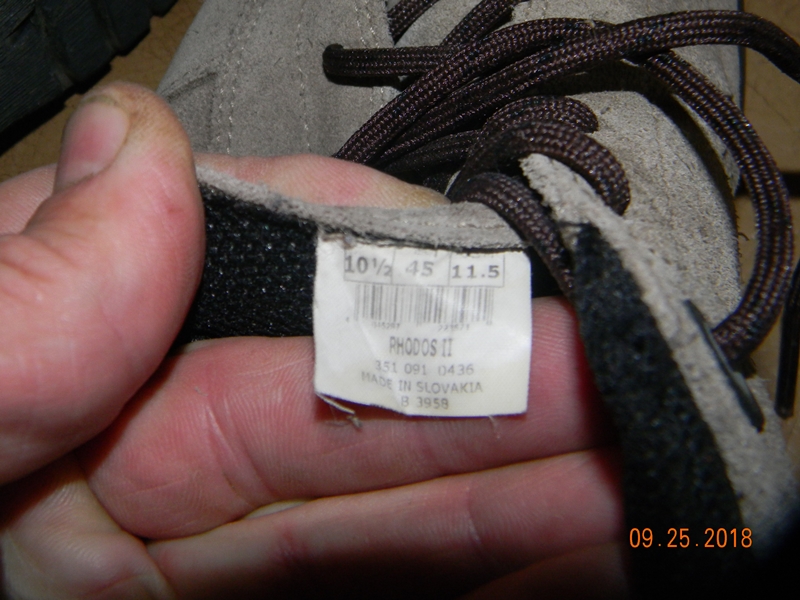 10½ 45 11.5
RHODOS II
351 091 0436
MADE IN SLOVAKIA
B 3958
09.25.2018